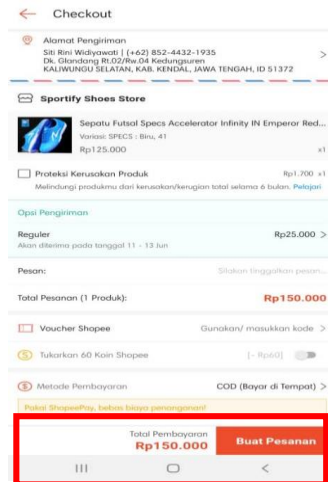 Checkout
Alamat Pengiriman
Siti Rini Widiyawati | (+62) 852-4432-1935
Dk. Glandang Rt.02/Rw.04 Kedungsuren
KALIWUNGU SELATAN, KAB. KENDAL, JAWA TENGAH, ID 51372
Sportify Shoes Store
Sepatu Futsal Specs Accelerator Infinity IN Emperor Red...
Variasi: SPECS : Biru, 41
Rp125.000 x1
Proteksi Kerusakan Produk Rp1.700 x1
Melindungi produkmu dari kerusakan/kerugian total selama 6 bulan. Pelajari
Opsi Pengiriman
Reguler Rp25.000 >
Akan diterima pada tanggal 11 - 13 Jun
Pesan: Silakan tinggalkan pesan...
Total Pesanan (1 Produk): Rp150.000
Voucher Shopee Gunakan/ masukkan kode >
Tukarkan 60 Koin Shopee [- Rp60]
Metode Pembayaran COD (Bayar di Tempat) >
Pakai ShopeePay, bebas biaya penanganan!
Total Pembayaran
Rp150.000
Buat Pesanan